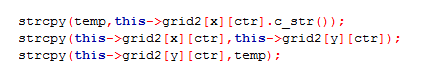 strcpy(temp,this->grid2[x][ctr].c_str());
strcpy(this->grid2[x][ctr],this->grid2[y][ctr]);
strcpy(this->grid2[y][ctr],temp);